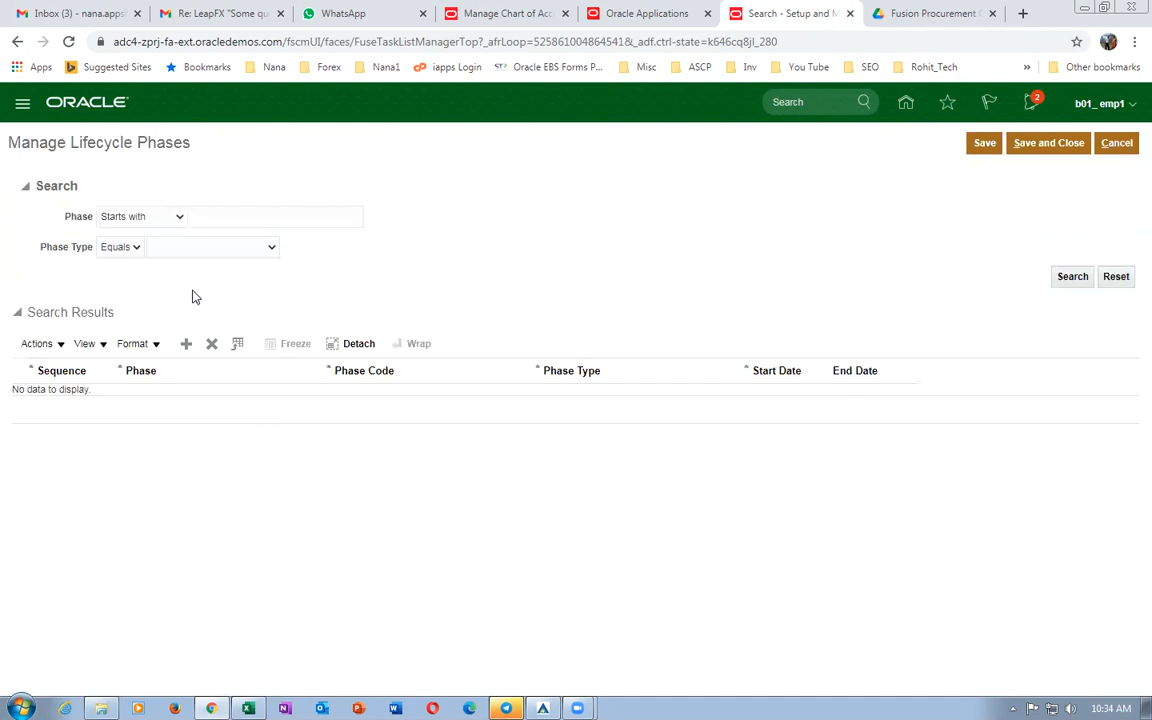 Inbox (3) - nana.apps
Re: LeapFX "Some qu
WhatsApp
Manage Chart of Acc
Oracle Applications
Search - Setup and M
Fusion Procurement C
adc4-zprj-fa-ext.oracledemos.com/fscmUI/faces/FuseTaskListManagerTop?_afrLoop=525861004864541&_adf.ctrl-state=k646cq8jl_280
Apps
Suggested Sites
Bookmarks
Nana
Forex
Nana1
iapps Login
Oracle EBS Forms P...
Misc
ASCP
Inv
You Tube
SEO
Rohit_Tech
»
Other bookmarks
ORACLE
Search
2
b01_ emp1
Manage Lifecycle Phases
Save
Save and Close
Cancel
Search
Phase
Starts with
Phase Type
Equals
Search
Reset
Search Results
Actions
View
Format
Freeze
Detach
Wrap
* Sequence
* Phase
* Phase Code
* Phase Type
* Start Date
End Date
No data to display.
10:34 AM